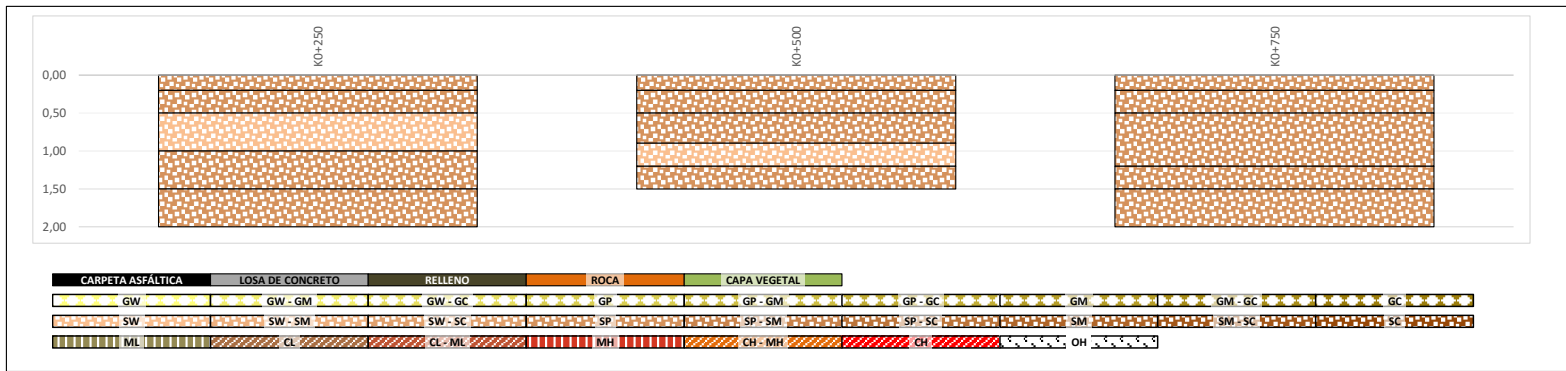 K0+250
K0+500
K0+750
0,00
0,50
1,00
1,50
2,00
CARPETA ASFÁLTICA LOSA DE CONCRETO RELLENO ROCA CAPA VEGETAL
GW GW - GM GW - GC GP GP - GM GP - GC GM GM - GC GC
SW SW - SM SW - SC SP SP - SM SP - SC SM SM - SC SC
ML CL CL - ML MH CH - MH CH OH